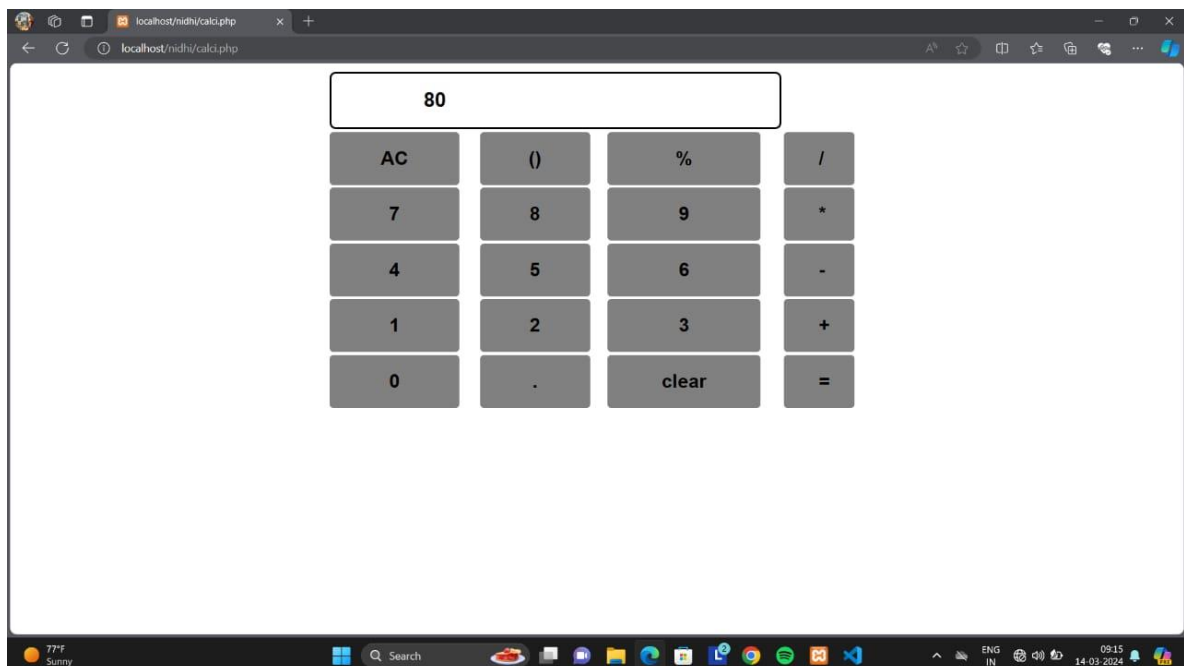 localhost/nidhi/calci.php
localhost/nidhi/calci.php
80
AC () % /
7 8 9 *
4 5 6 -
1 2 3 +
0 . clear =
77°F
Sunny
Search
2
ENG
IN
09:15
14-03-2024